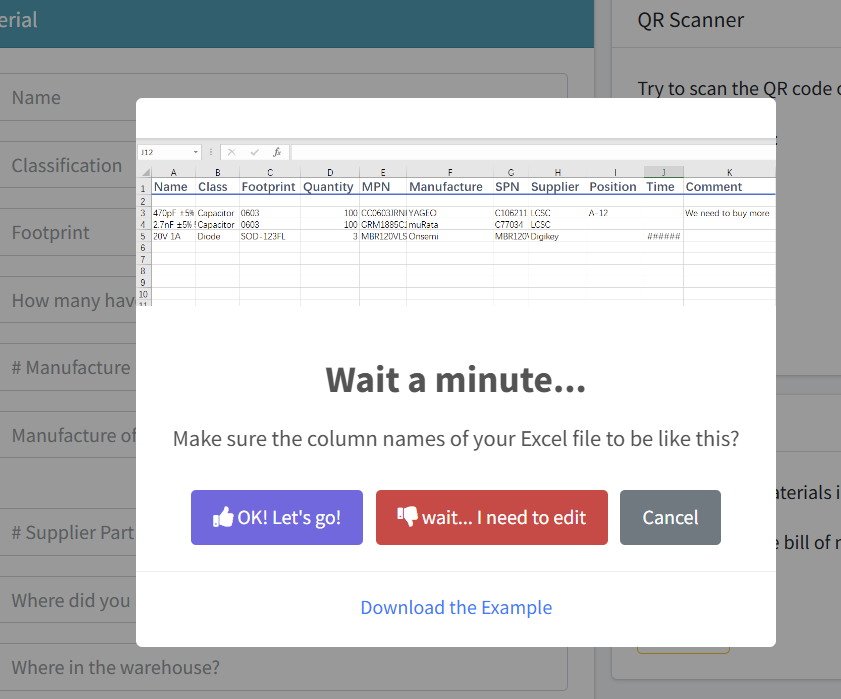 erial
QR Scanner
Name
Try to scan the QR code
Classification
Footprint
How many hav
# Manufacture
Manufacture of
# Supplier Part
Where did you
Where in the warehouse?
aterials i
bill of
J12
fx
A B C D E F G H I J K
1 Name Class Footprint Quantity MPN Manufacture SPN Supplier Position Time Comment
2
3 470pF ±5% Capacitor 0603 100 CC0603JRNI YAGEO C106211 LCSC A-12 We need to buy more
4 2.7nF ±5% Capacitor 0603 100 GRM1885CJ muRata C77034 LCSC
5 20V 1A Diode SOD-123FL 3 MBR120VLS Onsemi MBR120V Digikey ######
6
7
8
9
10
11
Wait a minute...
Make sure the column names of your Excel file to be like this?
OK! Let's go!
wait... I need to edit
Cancel
Download the Example